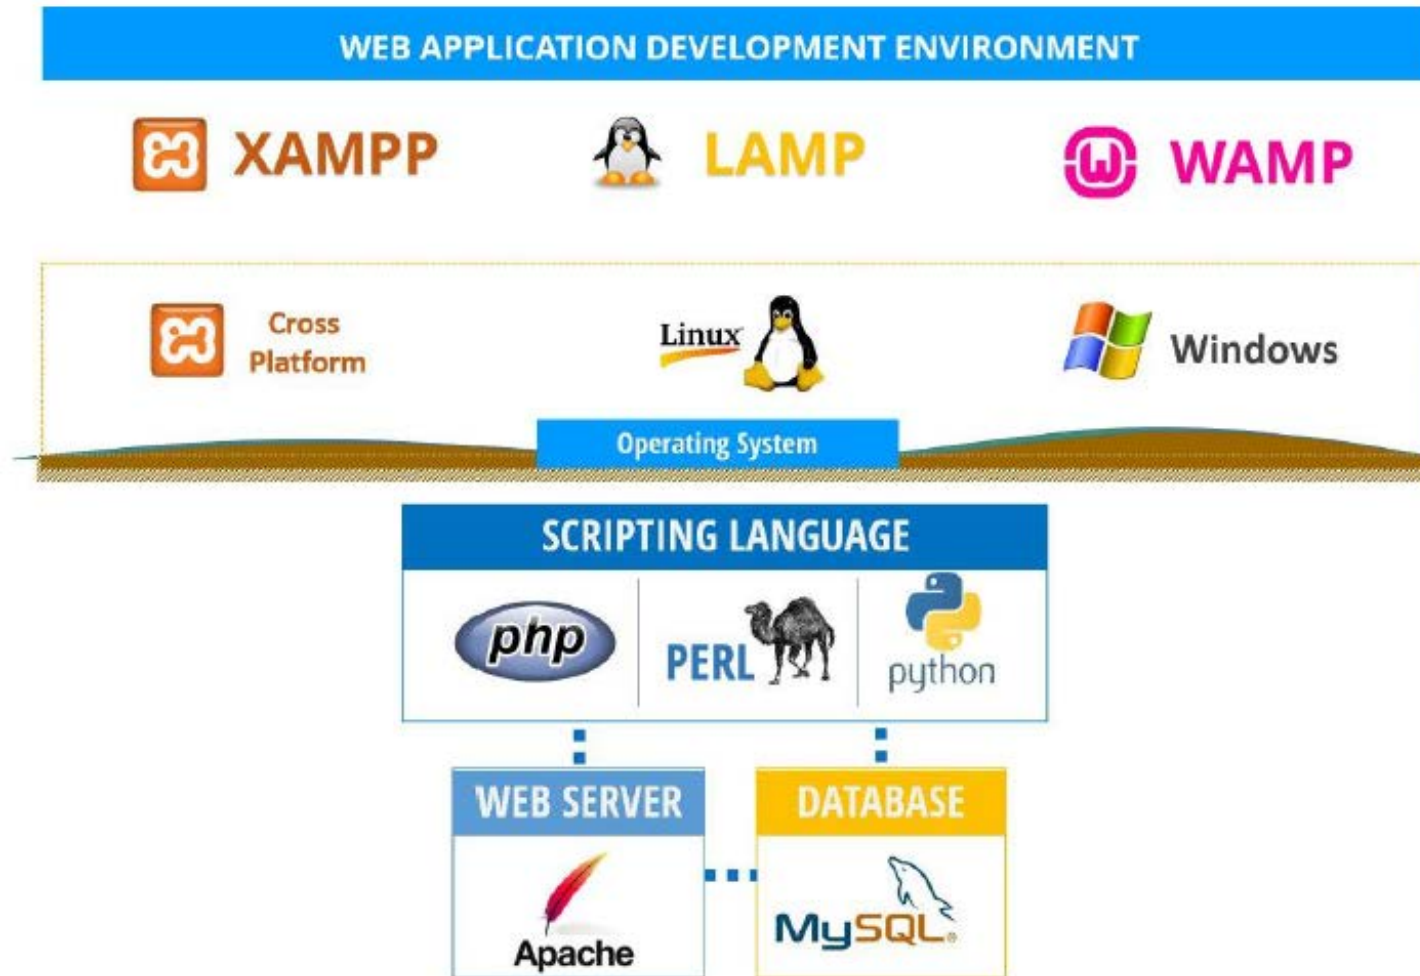 WEB APPLICATION DEVELOPMENT ENVIRONMENT
XAMPP
LAMP
W WAMP
Cross
Platform
Linux
Windows
Operating System
SCRIPTING LANGUAGE
php
PERL
python
WEB SERVER
DATABASE
Apache
MySQL®